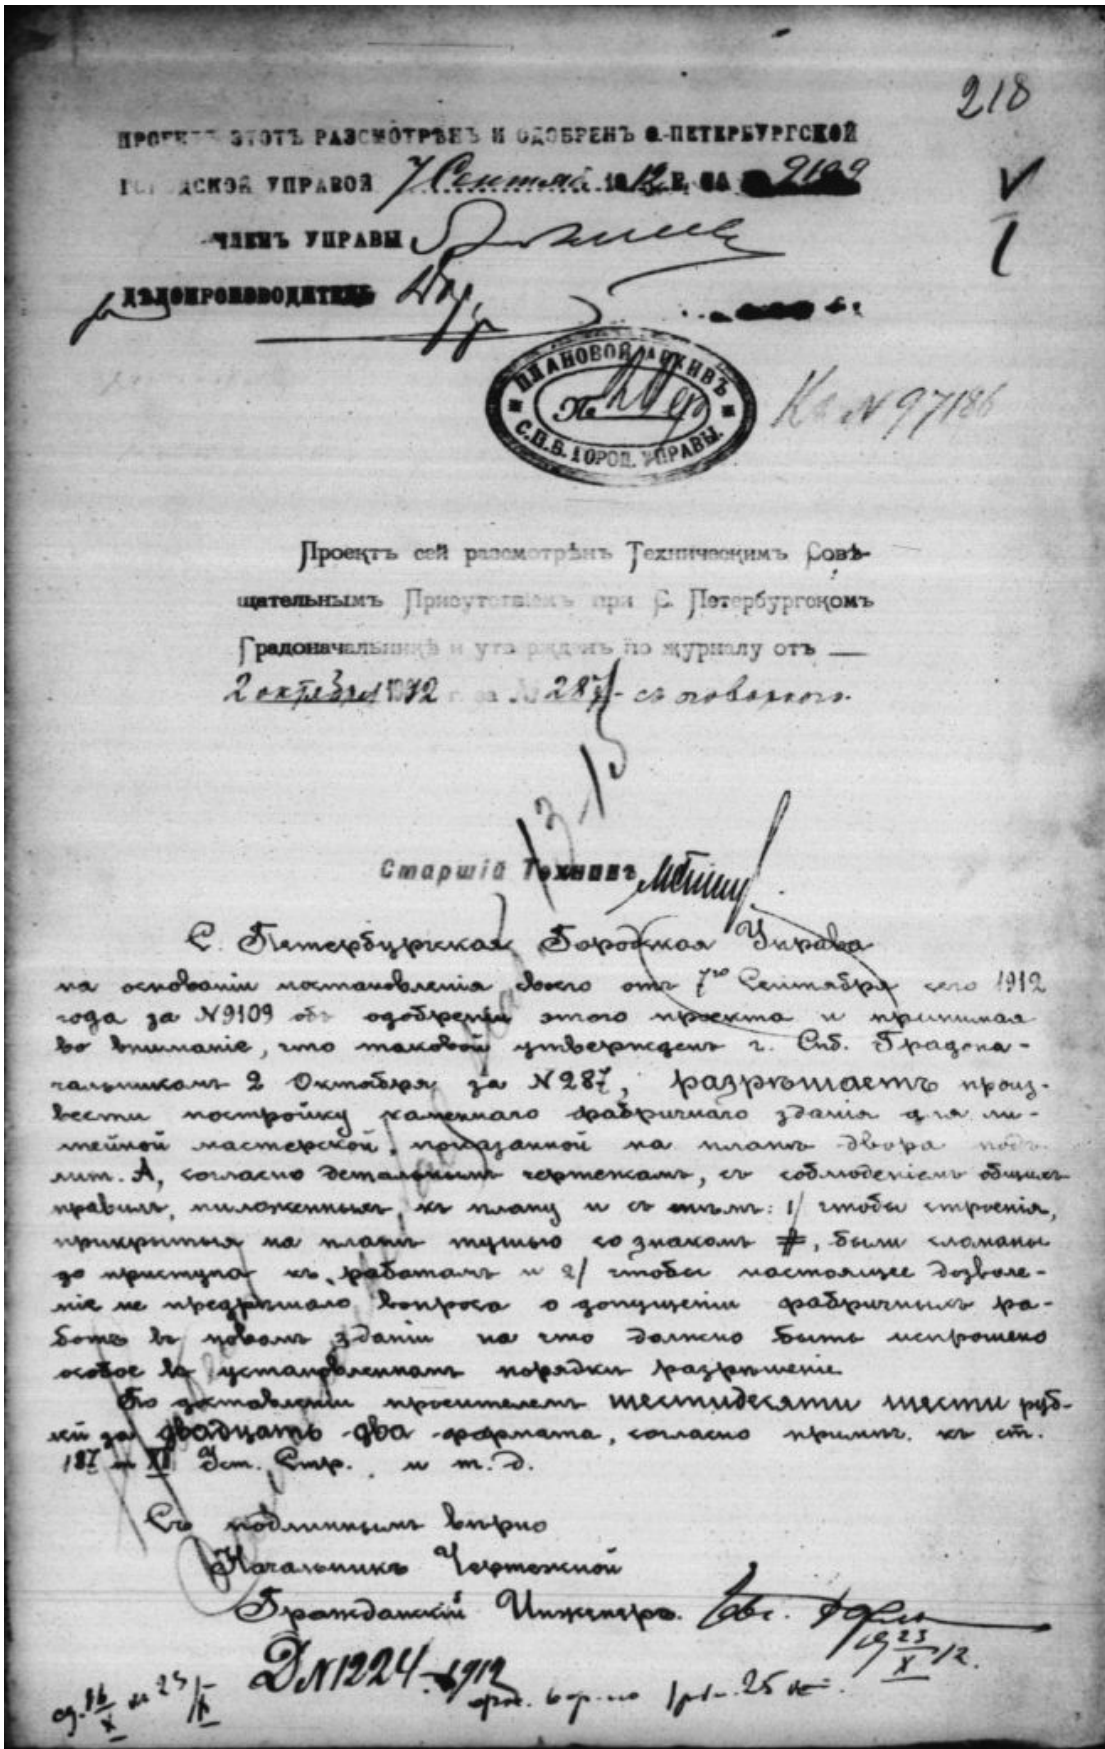 218
ПРОЕКТЪ ЭТОТЪ РАЗСМОТРѢНЪ И ОДОБРЕНЪ С.-ПЕТЕРБУРГСКОЙ
ГОРОДСКОЙ УПРАВОЙ 7 Сентября 1912 Г. ЗА 9109
ЧЛЕНЪ УПРАВЫ
ДѢЛОПРОИЗВОДИТЕЛЬ
ПЛАНОВОЙ АРХИВЪ
№
С.П.Б. ГОРОД. УПРАВЫ.
Къ № 97186
Проектъ сей разсмотрѣнъ Техническимъ Совѣ-
щательнымъ Присутствіемъ при С. Петербургскомъ
Градоначальникѣ и утвержденъ по журналу отъ
2 октября 1912 г. за № 287
Старшій Техникъ
С. Петербургская Городская Управа
на основаніи постановленія своего отъ 7го Сентября сего 1912
года за № 9109 объ одобреніи этого проекта и принимая
во вниманіе, что таковой утвержденъ г. Спб. Градона-
чальникомъ 2 Октября за № 287, разрѣшаетъ произ-
вести постройку каменнаго фабричнаго зданія для ли-
тейной мастерской, показанной на планѣ двора подъ
лит. А, согласно детальнымъ чертежамъ, съ соблюденіемъ общихъ
правилъ, приложенныхъ къ плану и съ тѣмъ: 1/ чтобы строенія,
прикрытыя на планѣ тушью со знакомъ #, были сломаны
до приступа къ работамъ и 2/ чтобы настоящее дозволе-
ніе не предрѣшало вопроса о допущеніи фабричныхъ ра-
ботъ въ новомъ зданіи на что должно быть испрошено
особое въ установленномъ порядкѣ разрѣшеніе
По доставленіи просителемъ шестидесяти шести руб-
лей за двадцать два формата, согласно примѣч. къ ст.
187 XII Уст. Стр. и т. д.
Съ подлиннымъ вѣрно
Начальникъ Чертежной
Гражданскій Инженеръ
19 23/X 12.
Д № 1224 - 1912
1 р. - 25 к.